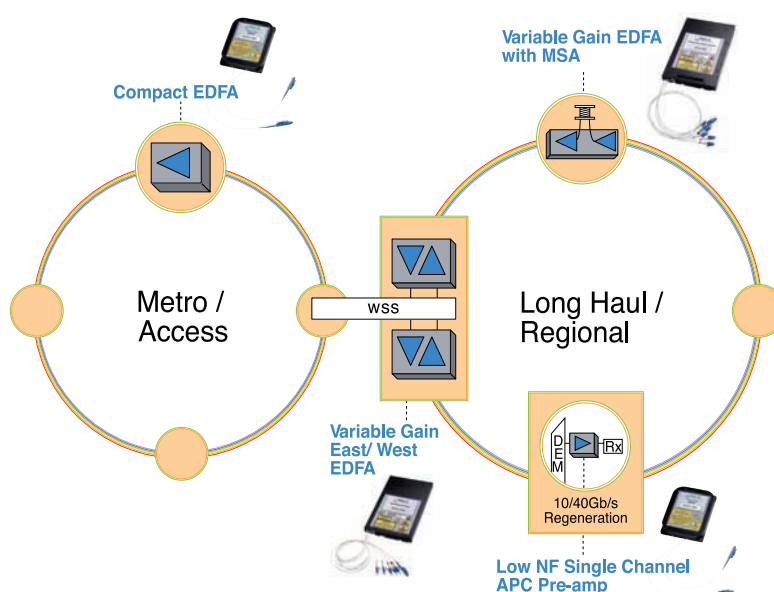 Variable Gain EDFA
with MSA
Compact EDFA
Metro /
Access
wss
Long Haul /
Regional
Variable Gain
East/ West
EDFA
DEM
Rx
10/40Gb/s
Regeneration
Low NF Single Channel
APC Pre-amp